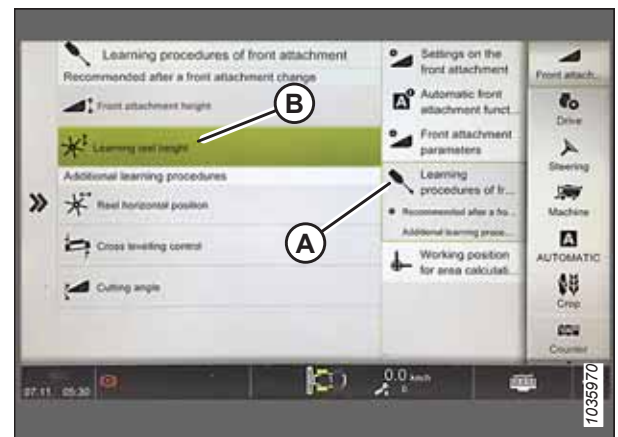 Learning procedures of front attachment
Recommended after a front attachment change
Front attachment height
B
Learning reel height
Additional learning procedures
Reel horizontal position
Cross levelling control
Cutting angle
Settings on the
front attachment
Automatic front
attachment funct...
Front attachment
parameters
Learning
procedures of fr...
Recommended after a fro...
Additional learning proce...
A
Working position
for area calculati...
Front attach...
Drive
Steering
Machine
A
AUTOMATIC
Crop
Counter
07.11 05:30
0.0 km/h
1035970